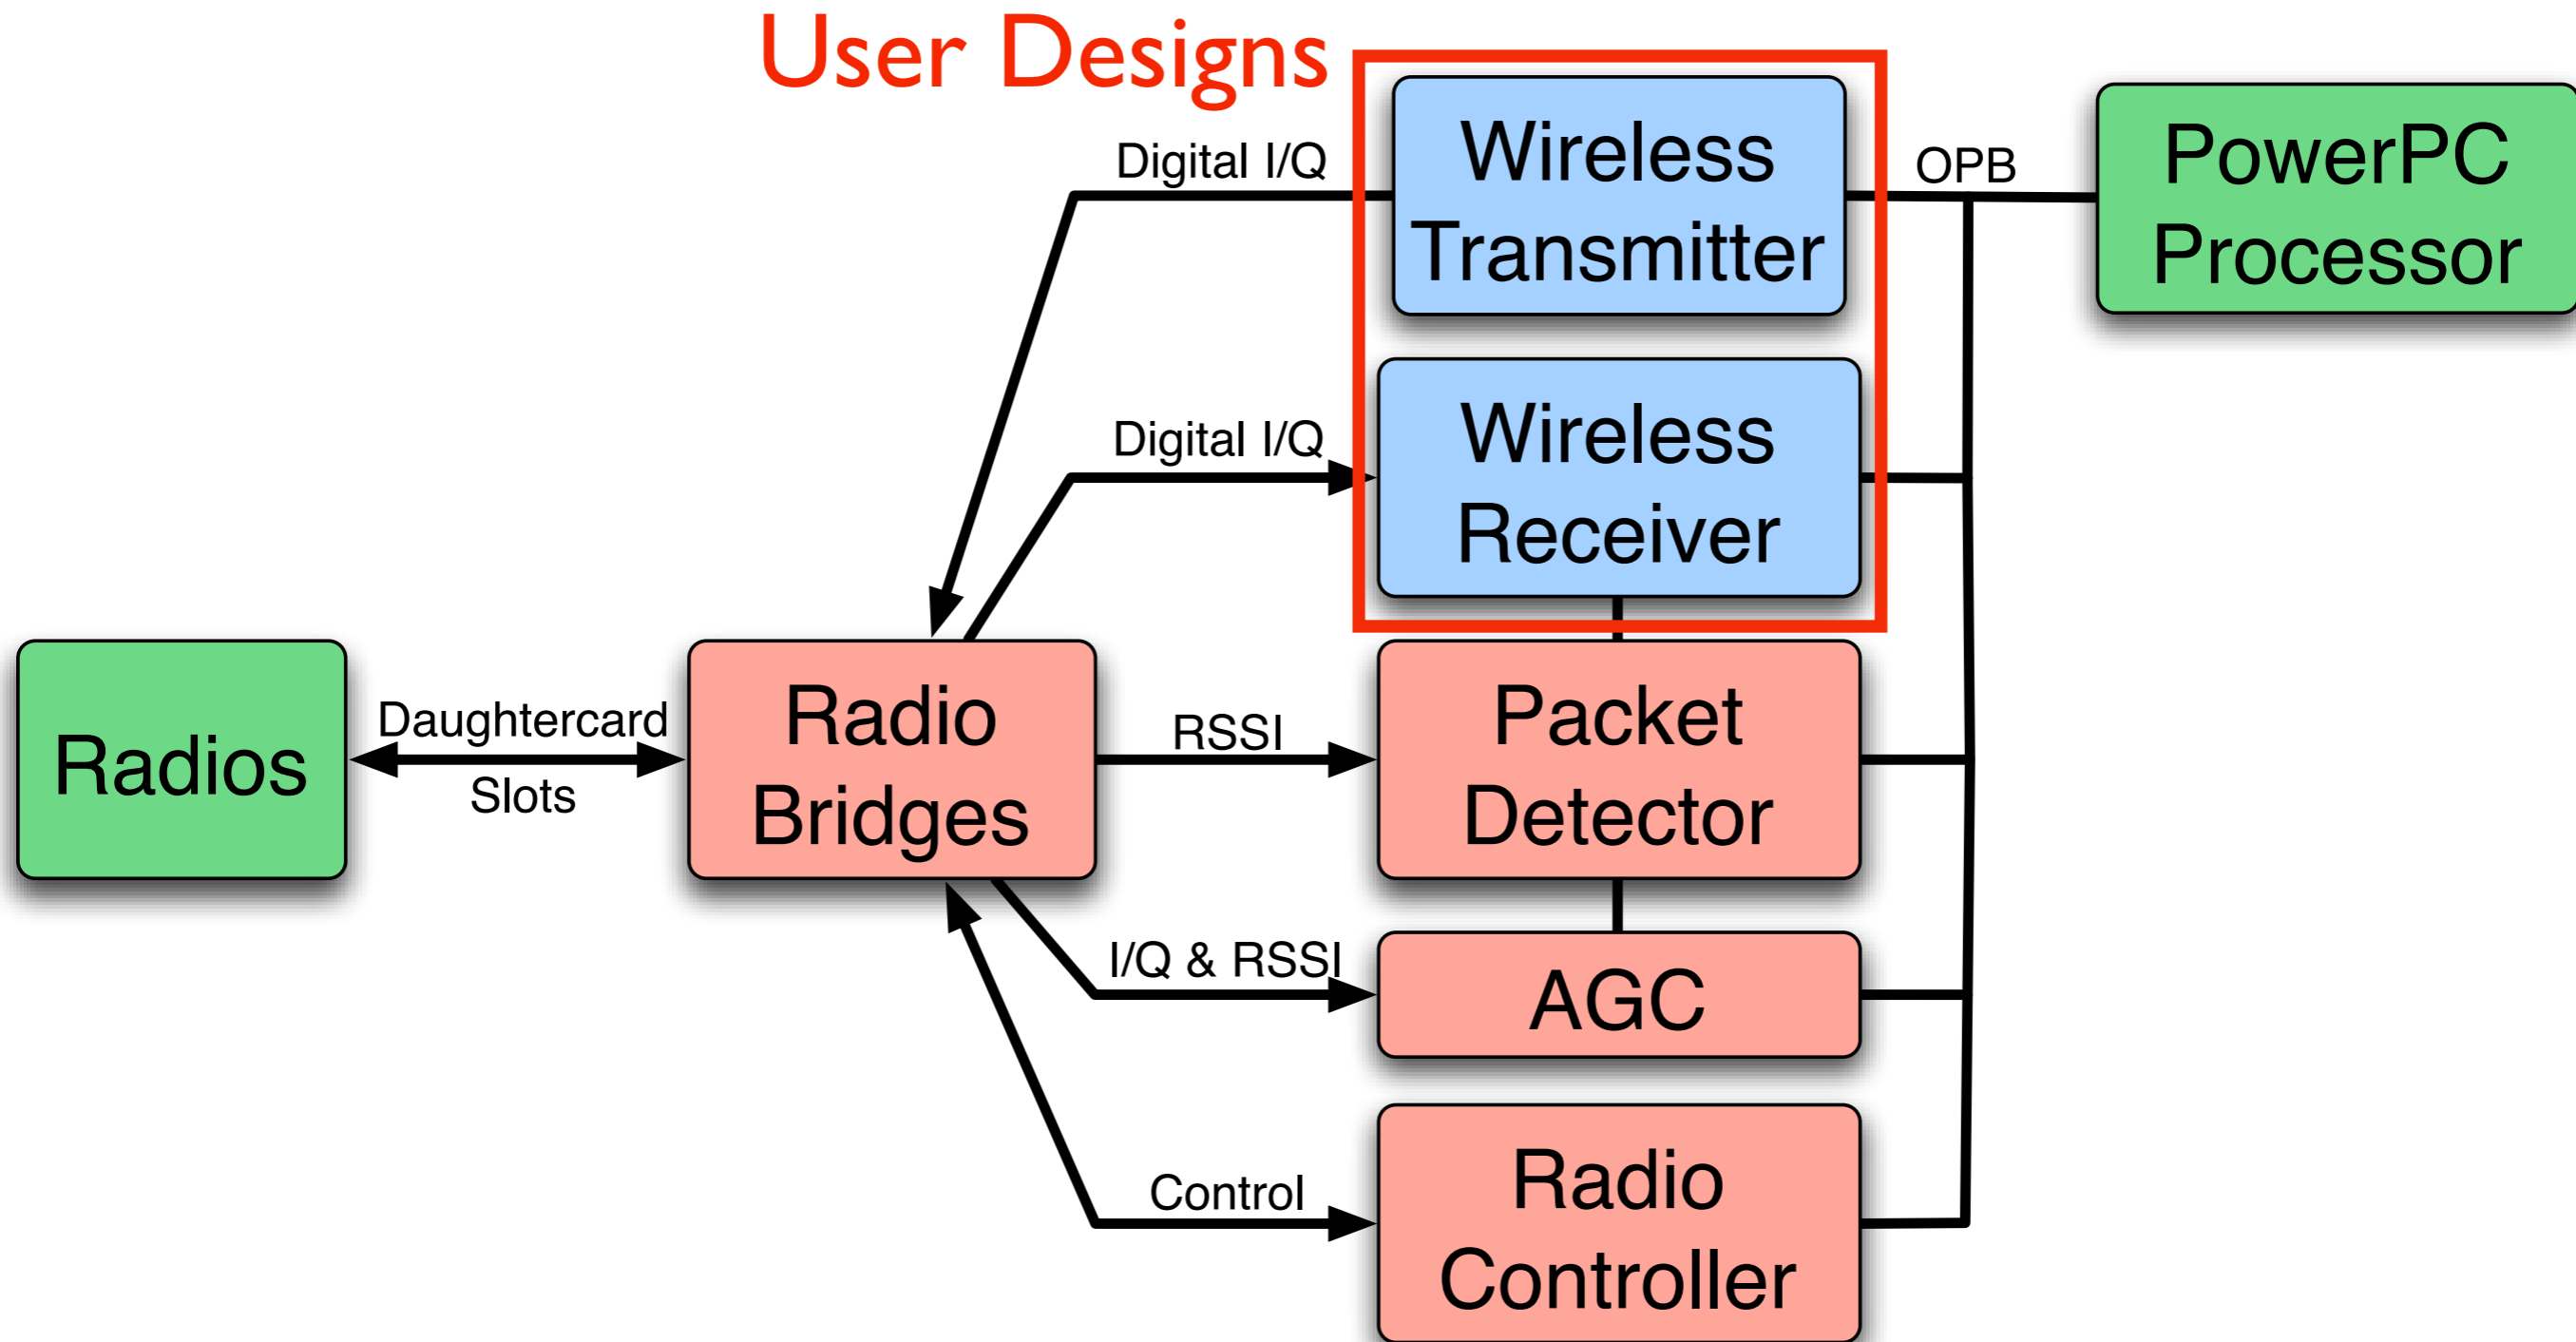 User Designs
Digital I/Q
Wireless
Transmitter
OPB
PowerPC
Processor
Digital I/Q
Wireless
Receiver
Radios
Daughtercard
Slots
Radio
Bridges
RSSI
Packet
Detector
I/Q & RSSI
AGC
Control
Radio
Controller